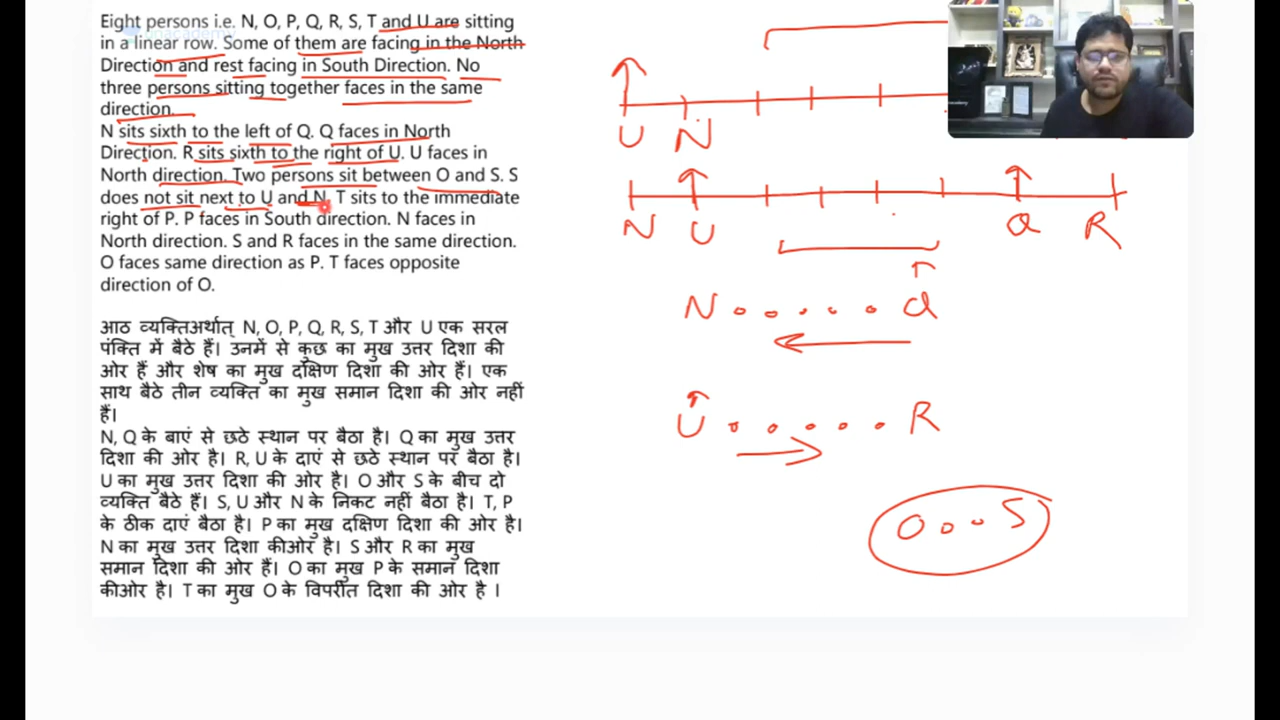 Eight persons i.e. N, O, P, Q, R, S, T and U are sitting
in a linear row. Some of them are facing in the North
Direction and rest facing in South Direction. No
three persons sitting together faces in the same
direction.
N sits sixth to the left of Q. Q faces in North
Direction. R sits sixth to the right of U. U faces in
North direction. Two persons sit between O and S. S
does not sit next to U and N. T sits to the immediate
right of P. P faces in South direction. N faces in
North direction. S and R faces in the same direction.
O faces same direction as P. T faces opposite
direction of O.
आठ व्यक्तिअर्थात् N, O, P, Q, R, S, T और U एक सरल
पंक्ति में बैठे हैं। उनमें से कुछ का मुख उत्तर दिशा की
ओर हैं और शेष का मुख दक्षिण दिशा की ओर हैं। एक
साथ बैठे तीन व्यक्ति का मुख समान दिशा की ओर नहीं
हैं।
N, Q के बाएं से छठे स्थान पर बैठा है। Q का मुख उत्तर
दिशा की ओर है। R, U के दाएं से छठे स्थान पर बैठा है।
U का मुख उत्तर दिशा की ओर है। O और S के बीच दो
व्यक्ति बैठे हैं। S, U और N के निकट नहीं बैठा है। T, P
के ठीक दाएं बैठा है। P का मुख दक्षिण दिशा की ओर है।
N का मुख उत्तर दिशा कीओर है। S और R का मुख
समान दिशा की ओर हैं। O का मुख P के समान दिशा
कीओर है। T का मुख O के विपरीत दिशा की ओर है ।
U N
N U Q R
N Q
U R
O S